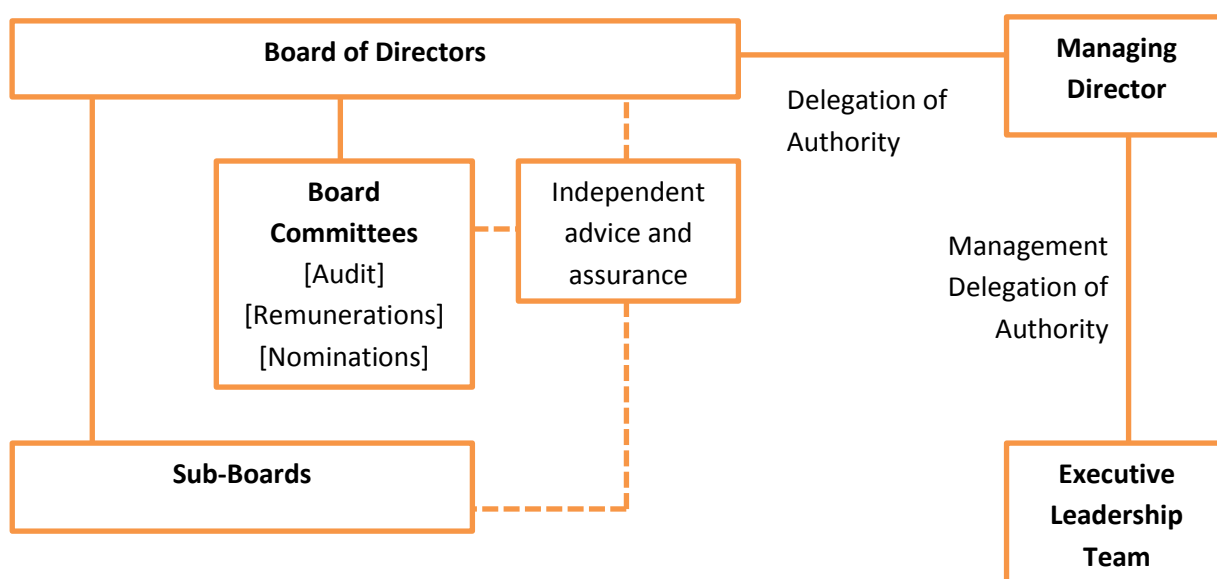 Board of Directors
Managing
Director
Delegation of
Authority
Board
Committees
[Audit]
[Remunerations]
[Nominations]
Independent
advice and
assurance
Management
Delegation of
Authority
Sub-Boards
Executive
Leadership
Team